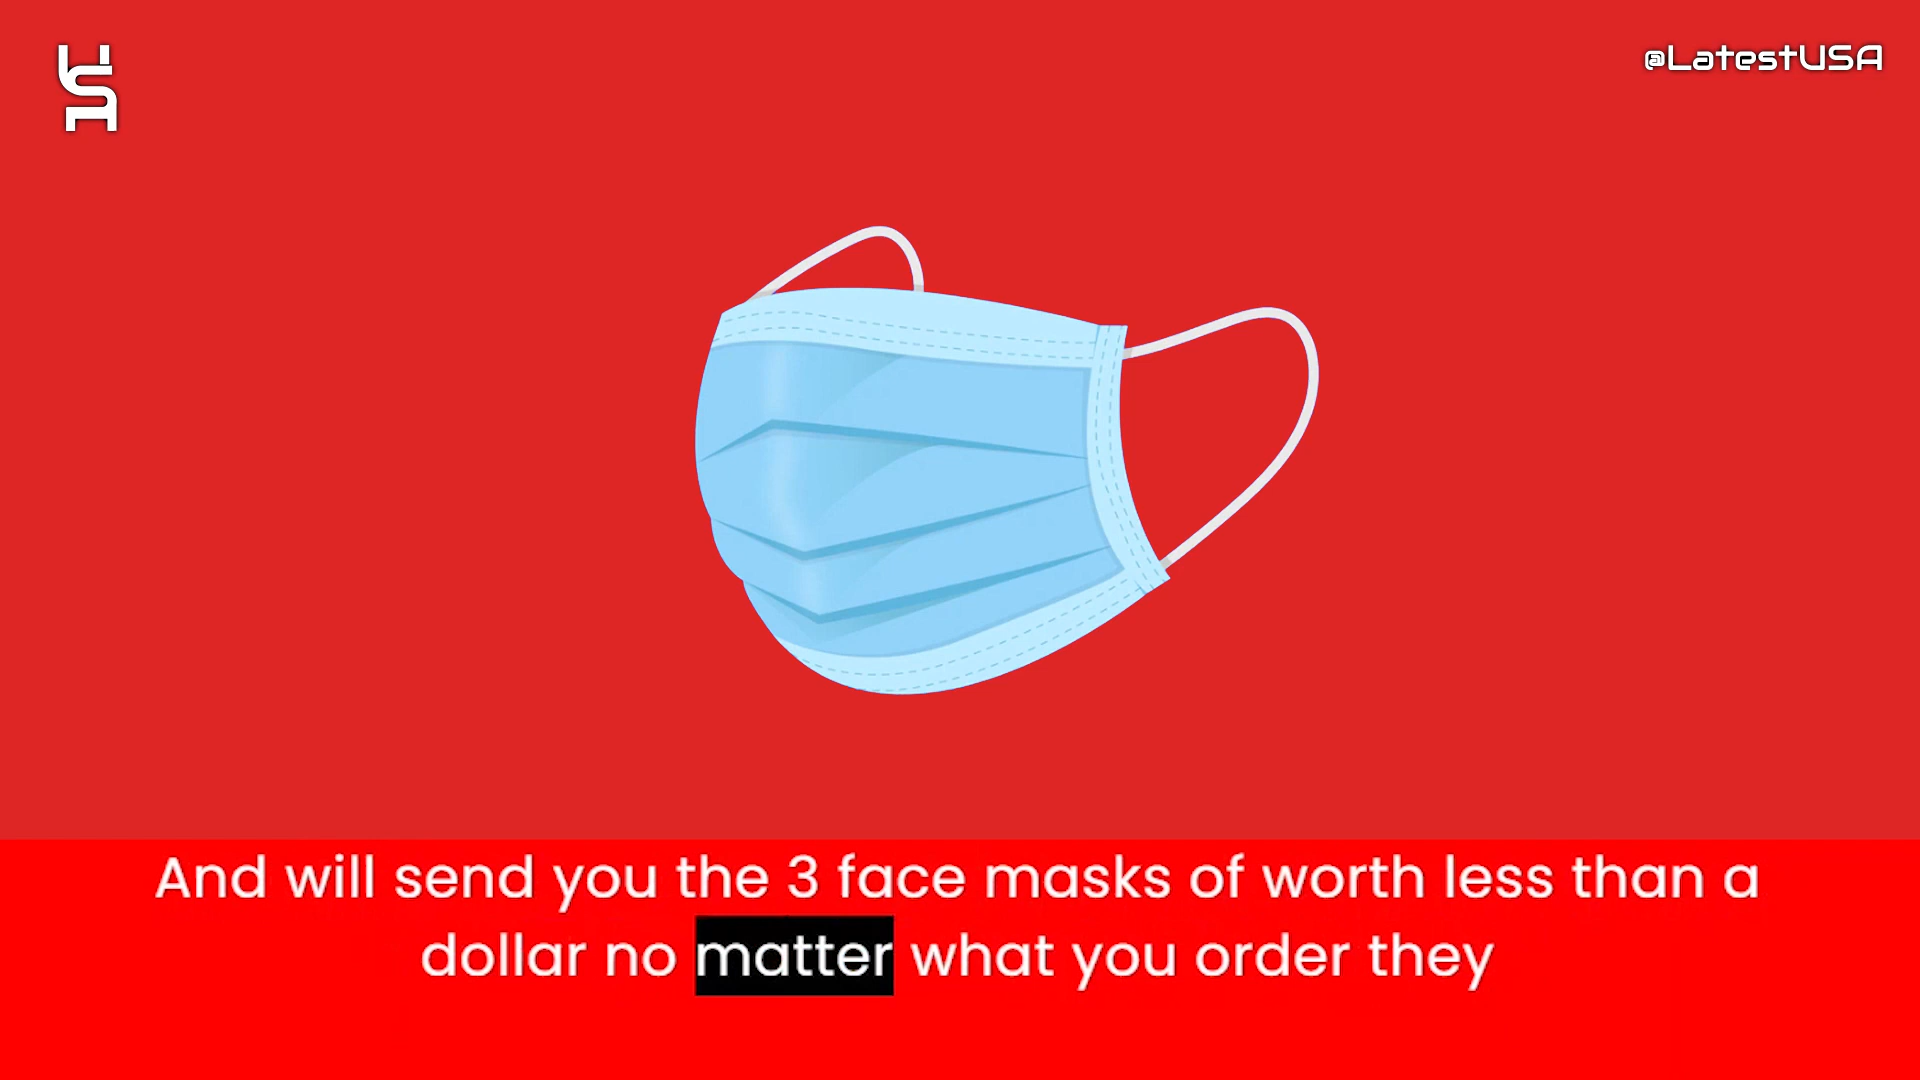 USA
@LatestUSA
And will send you the 3 face masks of worth less than a
dollar no matter what you order they